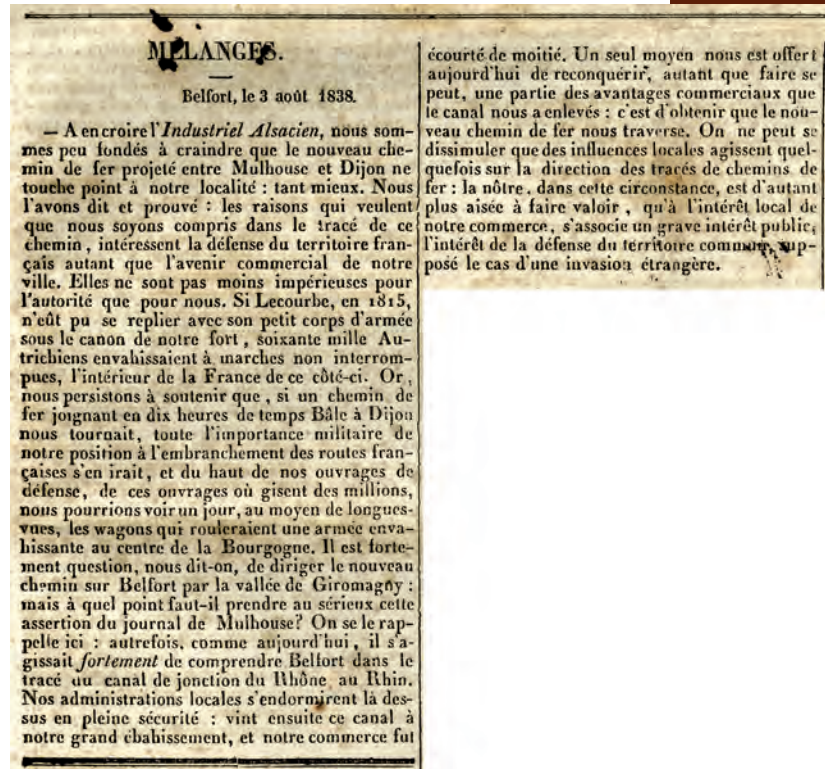 MÉLANGES.
Belfort, le 3 août 1838.
— A en croire l'Industriel Alsacien, nous som-
mes peu fondés à craindre que le nouveau che-
min de fer projeté entre Mulhouse et Dijon ne
touche point à notre localité : tant mieux. Nous
l'avons dit et prouvé : les raisons qui veulent
que nous soyons compris dans le tracé de ce
chemin, intéressent la défense du territoire fran-
çais autant que l'avenir commercial de notre
ville. Elles ne sont pas moins impérieuses pour
l'autorité que pour nous. Si Lecourbe, en 1815,
n'eût pu se replier avec son petit corps d'armée
sous le canon de notre fort, soixante mille Au-
trichiens envahissaient à marches non interrom-
pues, l'intérieur de la France de ce côté-ci. Or,
nous persistons à soutenir que, si un chemin de
fer joignant en dix heures de temps Bâle à Dijon
nous tournait, toute l'importance militaire de
notre position à l'embranchement des routes fran-
çaises s'en irait, et du haut de nos ouvrages de
défense, de ces ouvrages où gisent des millions,
nous pourrions voir un jour, au moyen de longues-
vues, les wagons qui rouleraient une armée enva-
hissante au centre de la Bourgogne. Il est forte-
ment question, nous dit-on, de diriger le nouveau
chemin sur Belfort par la vallée de Giromagny :
mais à quel point faut-il prendre au sérieux cette
assertion du journal de Mulhouse? On se le rap-
pelle ici : autrefois, comme aujourd'hui, il s'a-
gissait fortement de comprendre Belfort dans le
tracé du canal de jonction du Rhône au Rhin.
Nos administrations locales s'endormirent là des-
sus en pleine sécurité : vint ensuite ce canal à
notre grand ébahissement, et notre commerce fut
écourté de moitié. Un seul moyen nous est offert
aujourd'hui de reconquérir, autant que faire se
peut, une partie des avantages commerciaux que
le canal nous a enlevés : c'est d'obtenir que le nou-
veau chemin de fer nous traverse. On ne peut se
dissimuler que des influences locales agissent quel-
quefois sur la direction des tracés de chemins de
fer : la nôtre, dans cette circonstance, est d'autant
plus aisée à faire valoir, qu'à l'intérêt local de
notre commerce, s'associe un grave intérêt public,
l'intérêt de la défense du territoire commun, sup-
posé le cas d'une invasion étrangère.